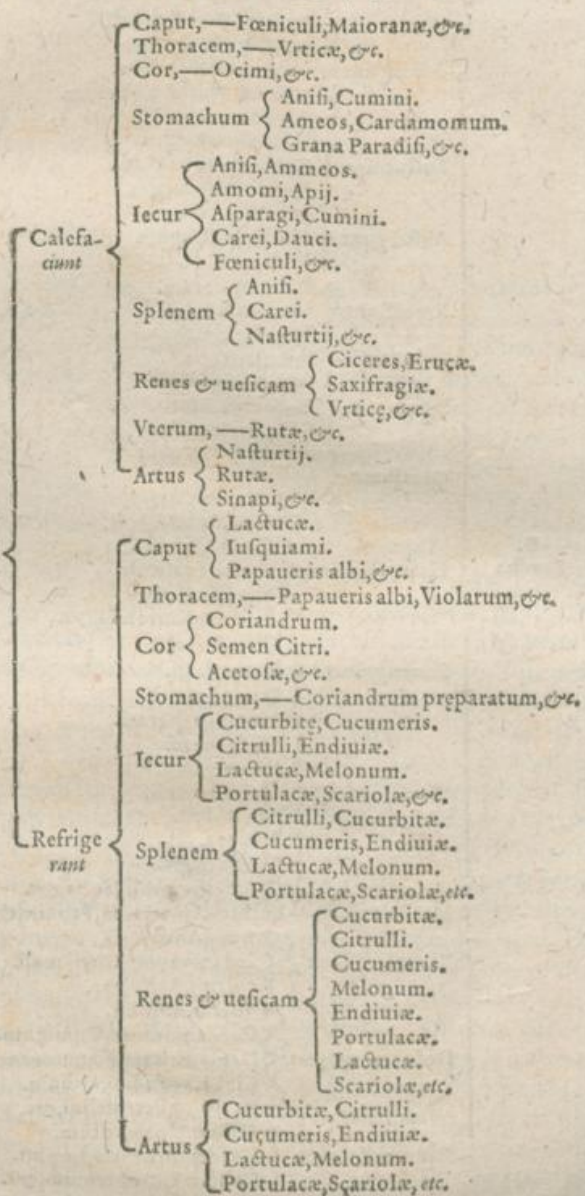 Caput,—Fœniculi,Maioranæ,&c.
Thoracem,—Vrticæ,&c.
Cor,—Ocimi,&c.
Aniſi,Cumini.
Stomachum Ameos,Cardamomum.
Grana Paradiſi,&c.
Aniſi,Ammeos.
Amomi,Apij.
Iecur Aſparagi,Cumini.
Carei,Dauci.
Fœniculi,&c.
Calefa-
ciunt
Aniſi.
Splenem Carei.
Naſturtij,&c.
Ciceres,Erucæ.
Renes & ueſicam Saxifragiæ.
Vrticę,&c.
Vterum,—Rutæ,&c.
Naſturtij.
Artus Rutæ.
Sinapi,&c.
Lactucæ.
Caput Iuſquiami.
Papaueris albi,&c.
Thoracem,—Papaueris albi,Violarum,&c.
Coriandrum.
Cor Semen Citri.
Acetoſæ,&c.
Stomachum,—Coriandrum pręparatum,&c.
Cucurbitę,Cucumeris.
Iecur Citrulli,Endiuiæ.
Lactucæ,Melonum.
Portulacæ,Scariolæ,&c.
Refrige
rant
Citrulli,Cucurbitæ.
Splenem Cucumeris,Endiuiæ.
Lactucæ,Melonum.
Portulacæ,Scariolæ,etc.
Cucurbitæ.
Citrulli.
Cucumeris.
Renes & ueſicam Melonum.
Endiuiæ.
Portulacæ.
Lactucæ.
Scariolæ,etc.
Cucurbitæ,Citrulli.
Artus Cuçumeris,Endiuiæ.
Lactucæ,Melonum.
Portulacæ,Sçariolæ,etc.